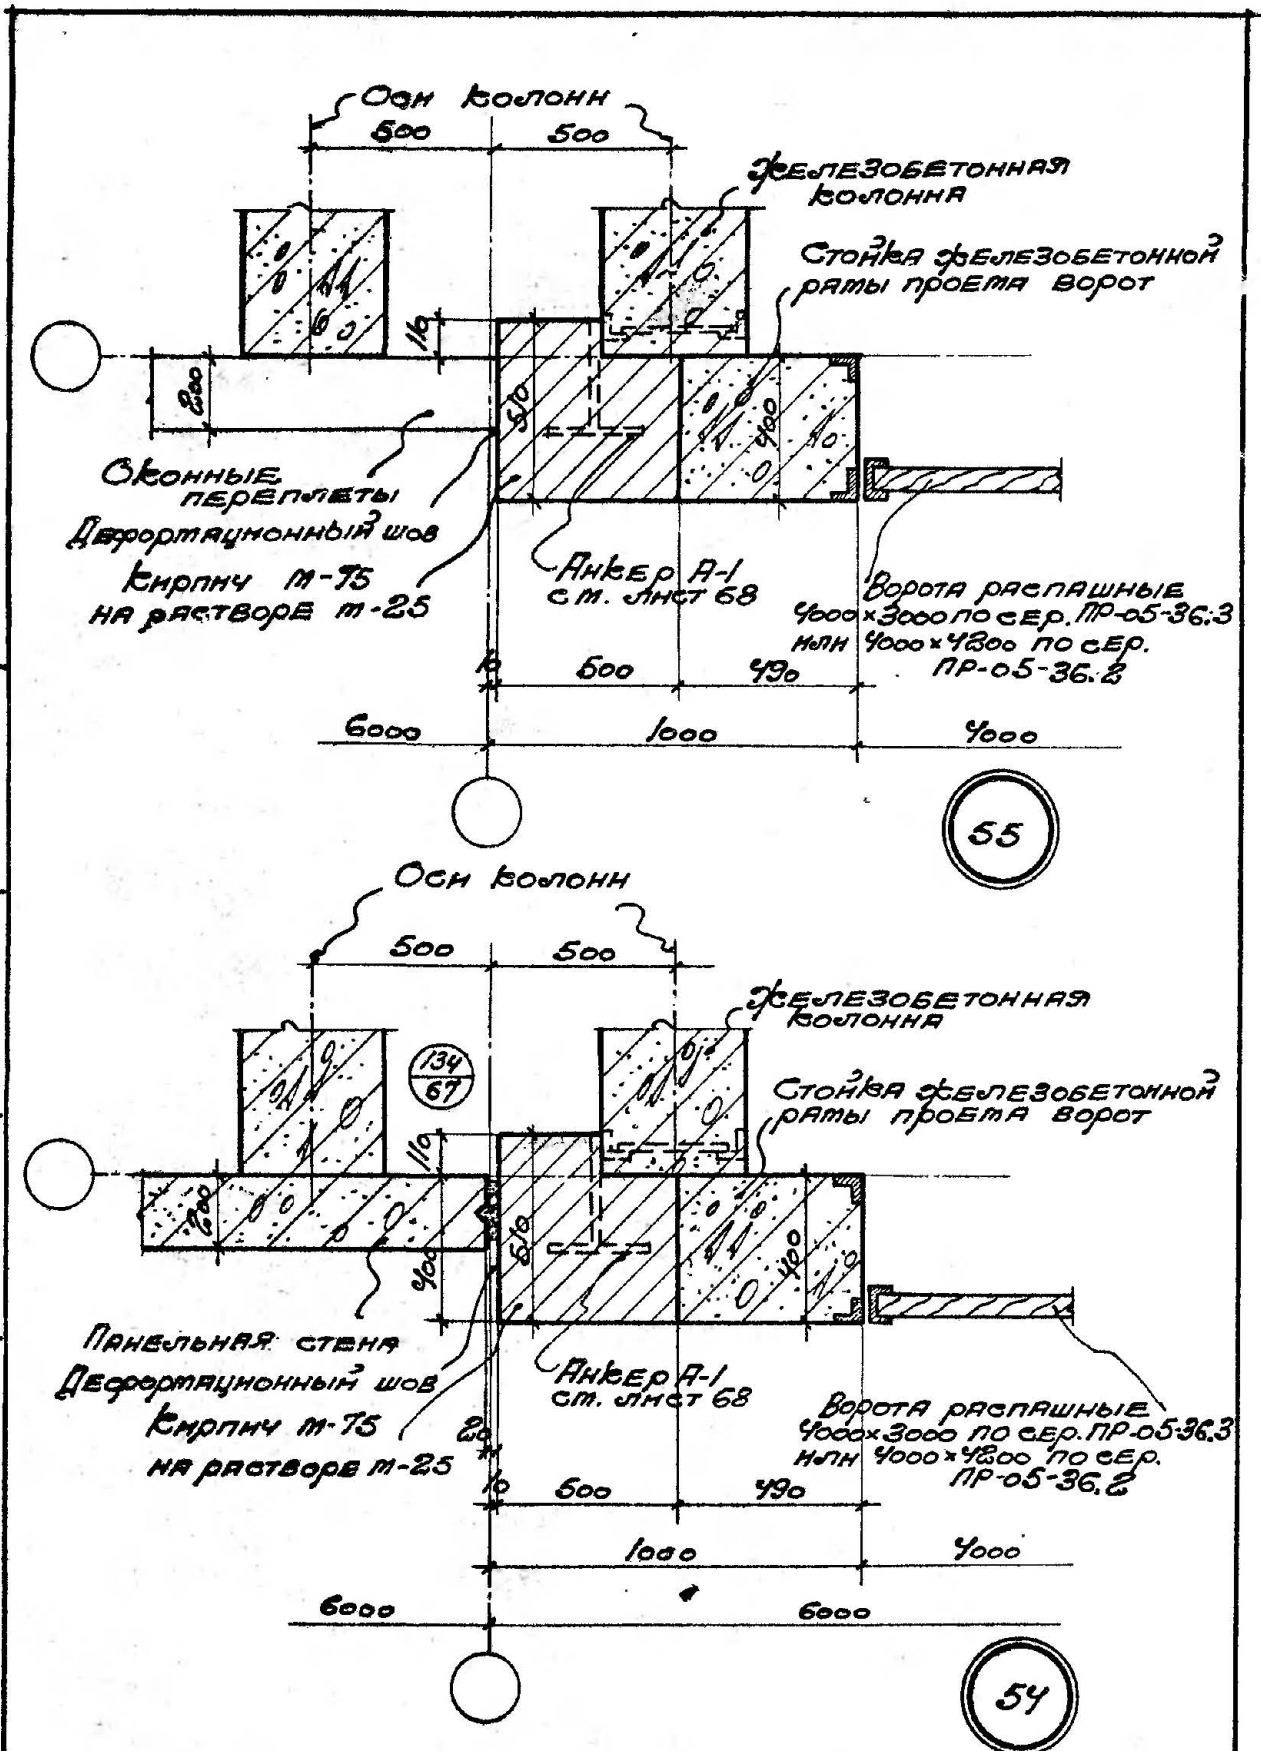 Оси колонн
500 500
Железобетонная
колонна
Стойка железобетонной
рамы проема ворот
110
200
510
400
Оконные
переплеты
Деформационный шов
Кирпич М-75
на растворе М-25
Анкер А-1
см. лист 68
Ворота распашные
4000×3000 по сер. ПР-05-36.3
или 4000×4200 по сер.
ПР-05-36.2
10 500 490
6000 1000 4000
55
Оси колонн
500 500
Железобетонная
колонна
134
67
Стойка железобетонной
рамы проема ворот
110
200
510
400
400
Панельная стена
Деформационный шов
Кирпич М-75
на растворе М-25
Анкер А-1
см. лист 68
Ворота распашные
4000×3000 по сер. ПР-05-36.3
или 4000×4200 по сер.
ПР-05-36.2
20
10 500 490
1000 4000
6000 6000
54